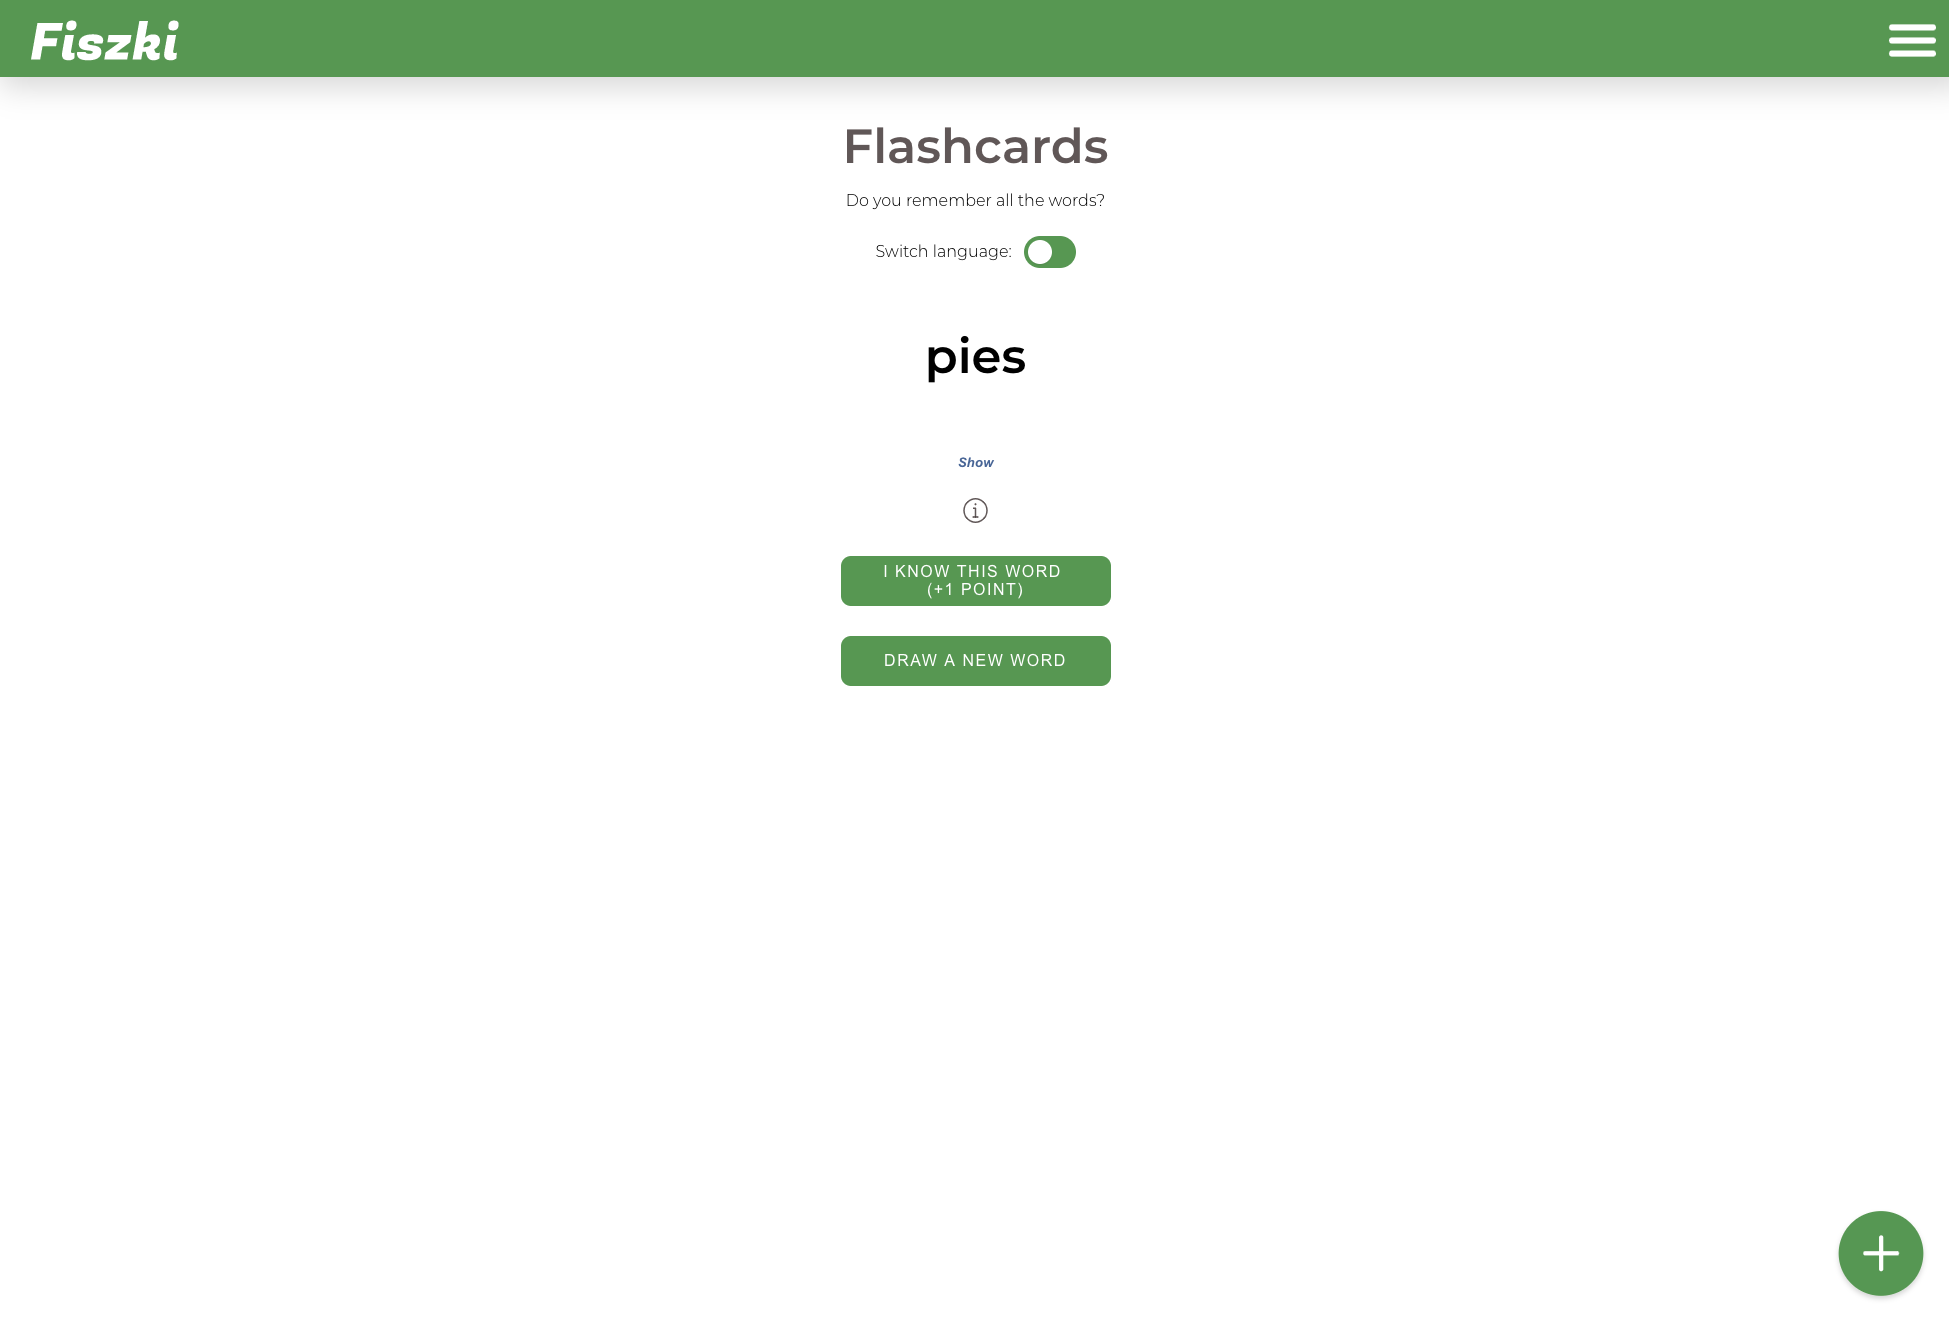 Fiszki
Flashcards
Do you remember all the words?
Switch language:
pies
Show
I KNOW THIS WORD
(+1 POINT)
DRAW A NEW WORD